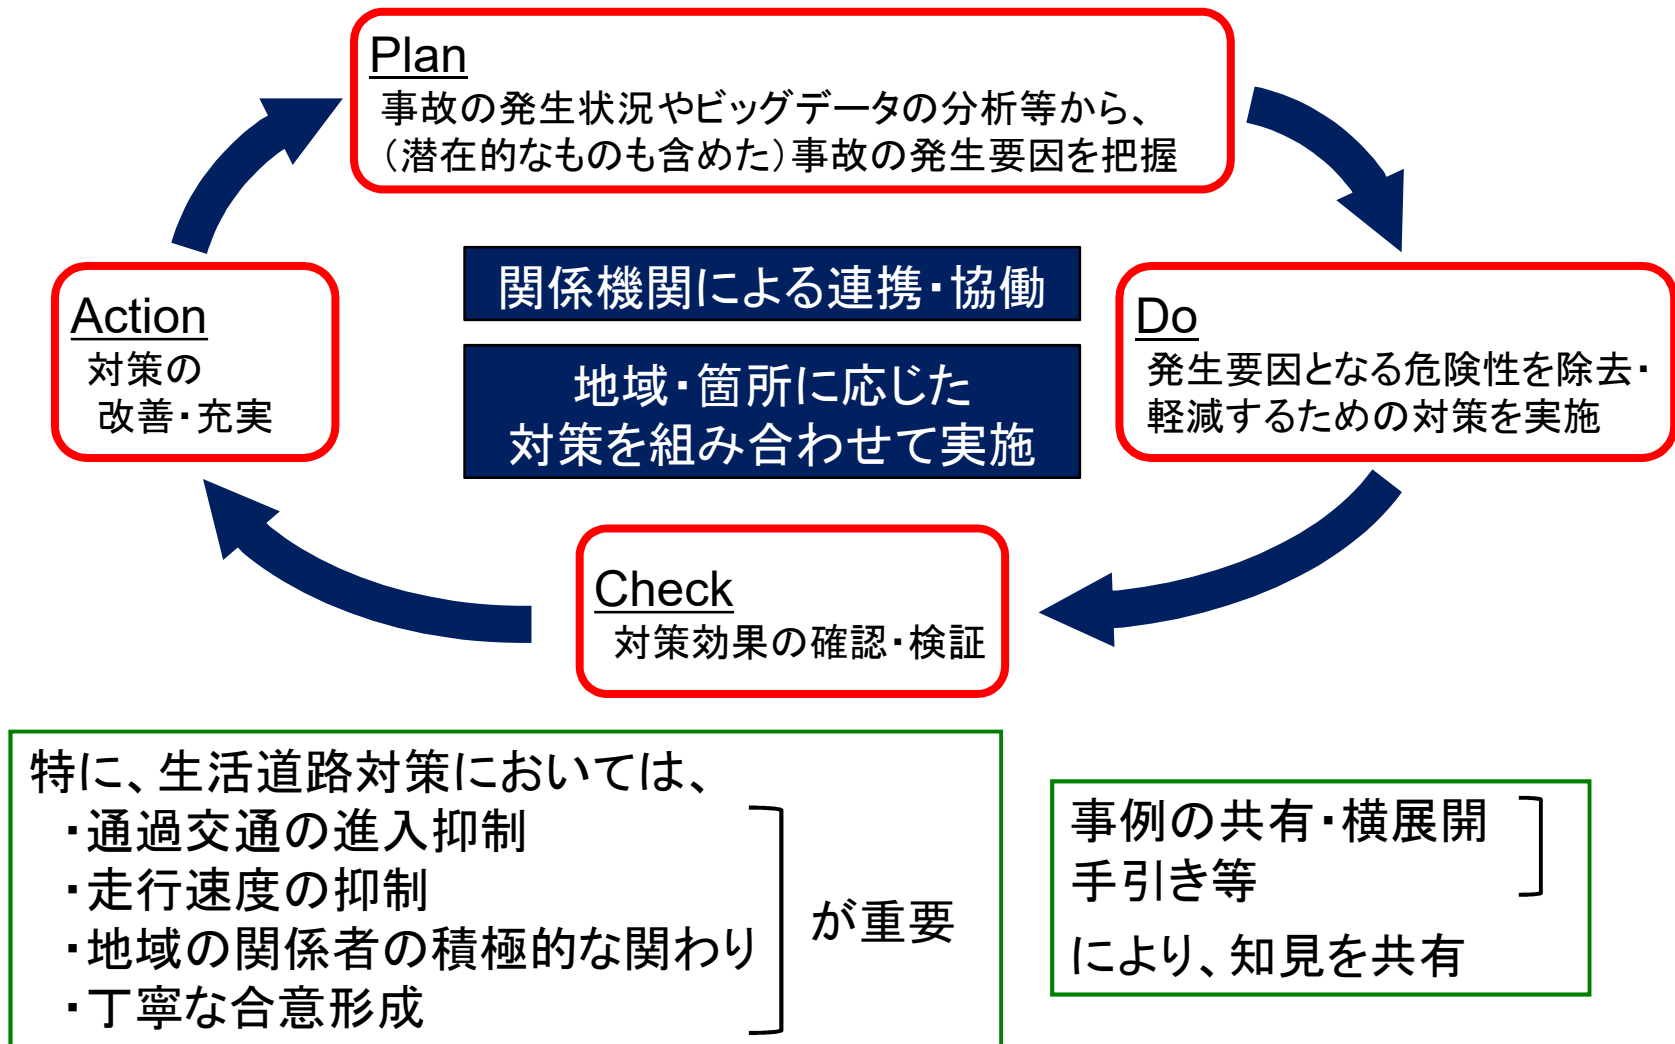 Plan
事故の発生状況やビッグデータの分析等から、
（潜在的なものも含めた）事故の発生要因を把握
関係機関による連携・協働
地域・箇所に応じた
対策を組み合わせて実施
Action
対策の
改善・充実
Do
発生要因となる危険性を除去・
軽減するための対策を実施
Check
対策効果の確認・検証
特に、生活道路対策においては、
・通過交通の進入抑制
・走行速度の抑制
・地域の関係者の積極的な関わり
・丁寧な合意形成
が重要
事例の共有・横展開
手引き等
により、知見を共有